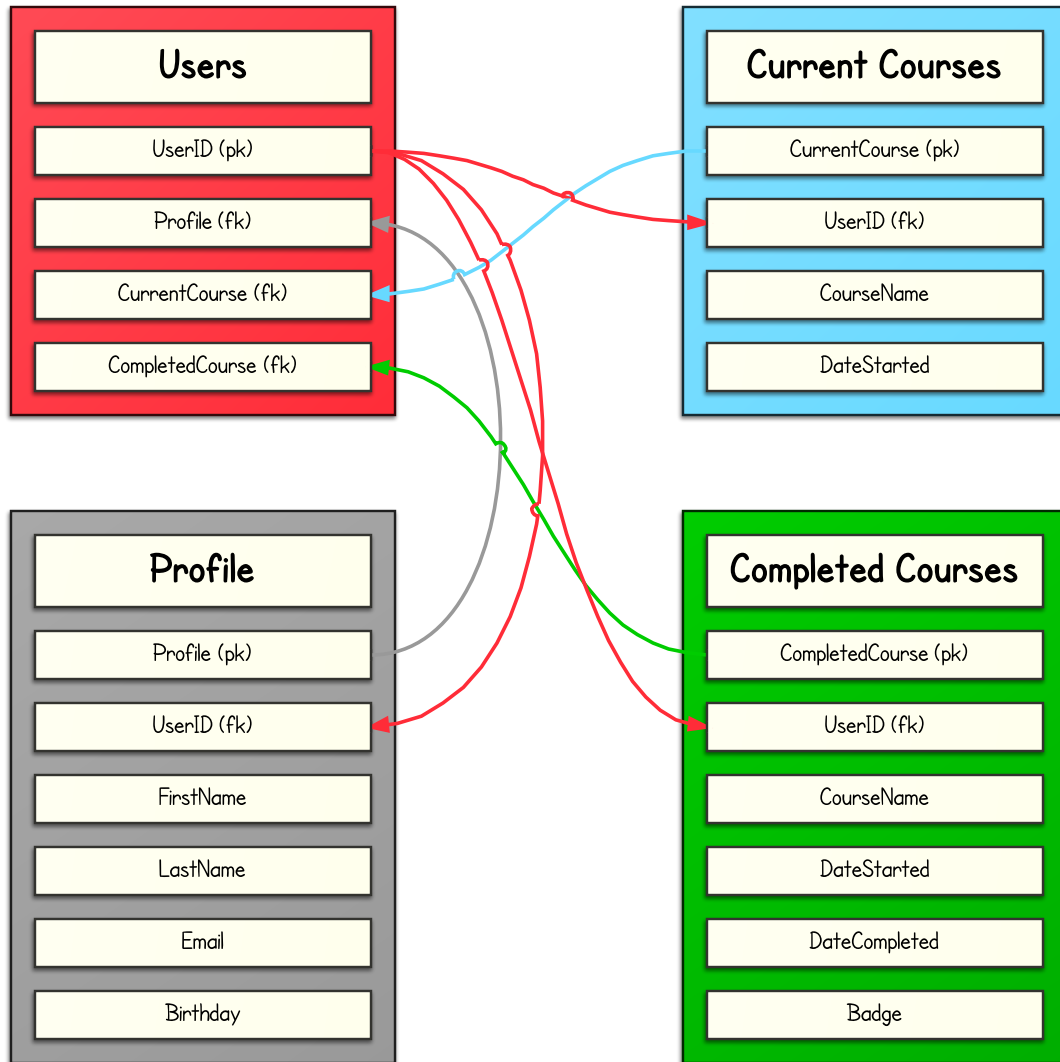 Users
UserID (pk)
Profile (fk)
CurrentCourse (fk)
CompletedCourse (fk)
Current Courses
CurrentCourse (pk)
UserID (fk)
CourseName
DateStarted
Profile
Profile (pk)
UserID (fk)
FirstName
LastName
Email
Birthday
Completed Courses
CompletedCourse (pk)
UserID (fk)
CourseName
DateStarted
DateCompleted
Badge